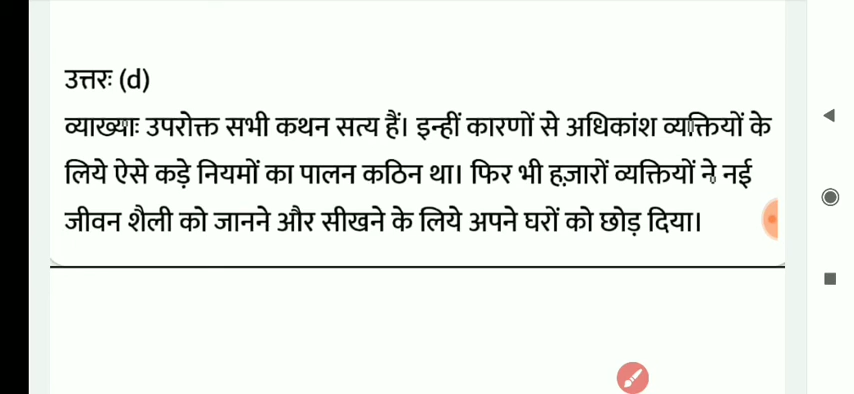 उत्तरः (d)
व्याख्याः उपरोक्त सभी कथन सत्य हैं। इन्हीं कारणों से अधिकांश व्यक्तियों के
लिये ऐसे कड़े नियमों का पालन कठिन था। फिर भी हज़ारों व्यक्तियों ने नई
जीवन शैली को जानने और सीखने के लिये अपने घरों को छोड़ दिया।